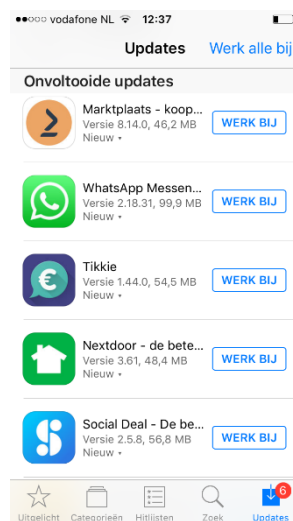 vodafone NL 12:37
Updates Werk alle bij
Onvoltooide updates
Marktplaats - koop...
Versie 8.14.0, 46,2 MB
Nieuw
WERK BIJ
WhatsApp Messen...
Versie 2.18.31, 99,9 MB
Nieuw
WERK BIJ
Tikkie
Versie 1.44.0, 54,5 MB
Nieuw
WERK BIJ
Nextdoor - de bete...
Versie 3.61, 48,4 MB
Nieuw
WERK BIJ
Social Deal - De be...
Versie 2.5.8, 56,8 MB
Nieuw
WERK BIJ
6
Uitgelicht Categorieën Hitlijsten Zoek Updates